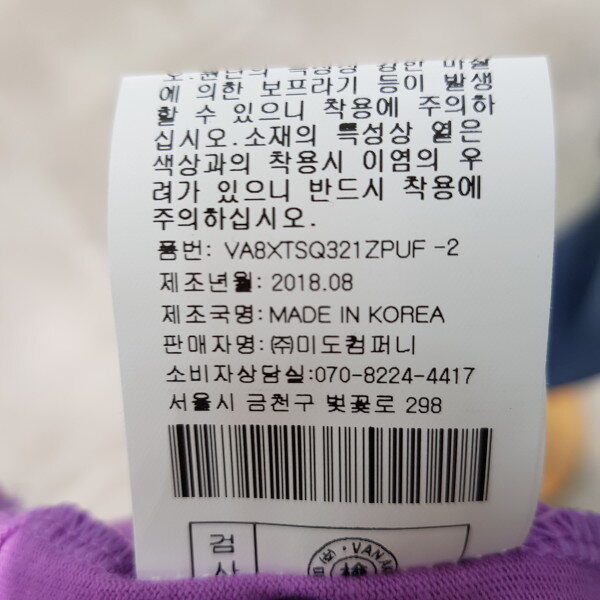 에 의한 보프라기 등이 발생
할 수 있으니 착용에 주의하
십시오.소재의 특성상 옅은
색상과의 착용시 이염의 우
려가 있으니 반드시 착용에
주의하십시오.
품번: VA8XTSQ321ZPUF -2
제조년월: 2018.08
제조국명:MADE IN KOREA
판매자명:㈜미도컴퍼니
소비자상담실:070-8224-4417
서울시 금천구 벚꽃로 298
검
VAN